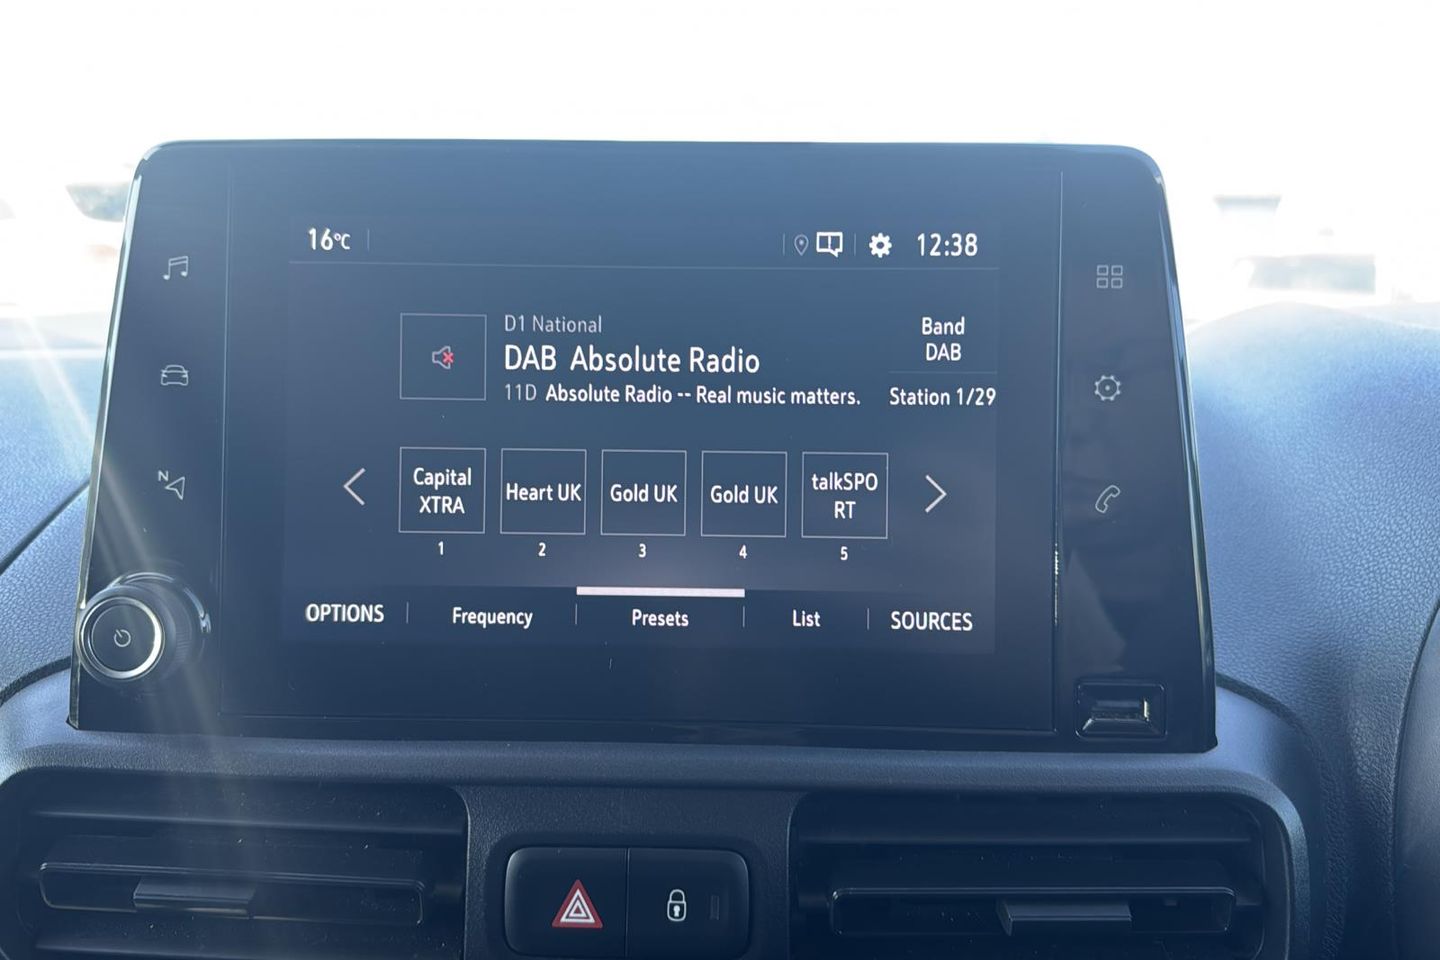 16°C
12:38
D1 National
DAB Absolute Radio
11D Absolute Radio -- Real music matters.
Band
DAB
Station 1/29
Capital
XTRA
Heart UK
Gold UK
Gold UK
talkSPO
RT
1 2 3 4 5
OPTIONS Frequency Presets List SOURCES
N